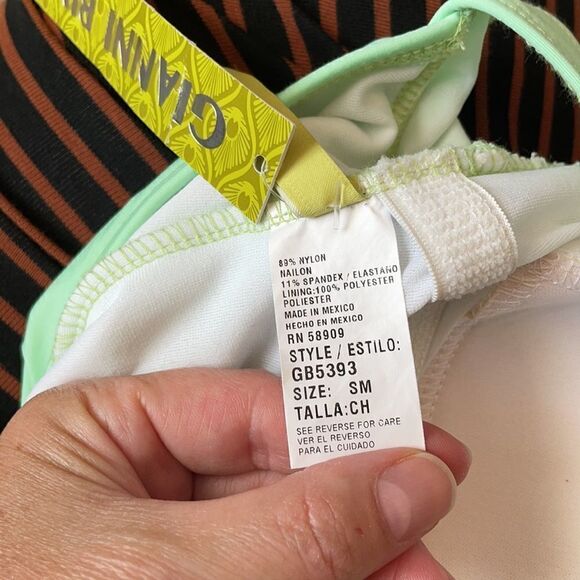 GIANNI
89% NYLON
NAILON
11% SPANDEX / ELASTANO
LINING:100% POLYESTER
POLIESTER
MADE IN MEXICO
HECHO EN MEXICO
RN 58909
STYLE / ESTILO:
GB5393
SIZE: SM
TALLA:CH
SEE REVERSE FOR CARE
VER EL REVERSO
PARA EL CUIDADO